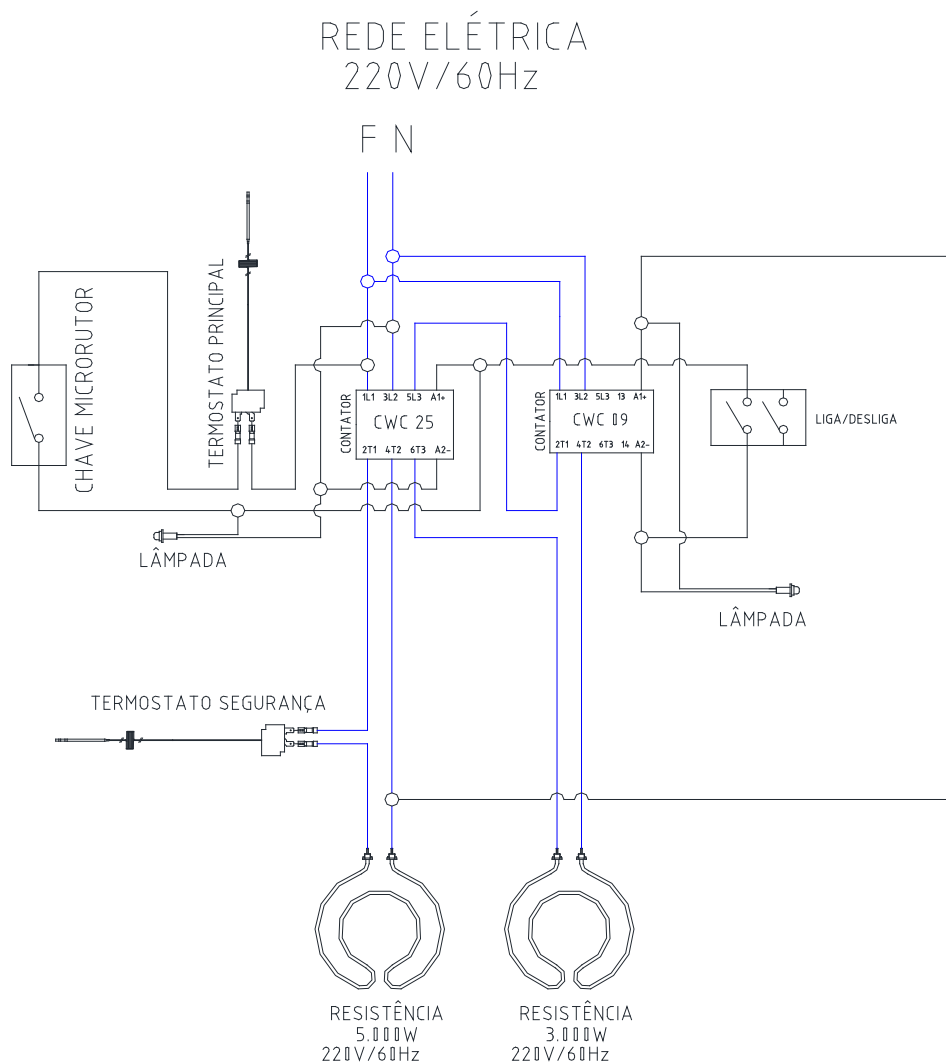 REDE ELÉTRICA
220V/60Hz
F N
CHAVE MICRORUTOR
TERMOSTATO PRINCIPAL
CONTATOR
1L1 3L2 5L3 A1+
CWC 25
2T1 4T2 6T3 A2-
CONTATOR
1L1 3L2 5L3 13 A1+
CWC 09
2T1 4T2 6T3 14 A2-
LIGA/DESLIGA
LÂMPADA
LÂMPADA
TERMOSTATO SEGURANÇA
RESISTÊNCIA
5.000W
220V/60Hz
RESISTÊNCIA
3.000W
220V/60Hz